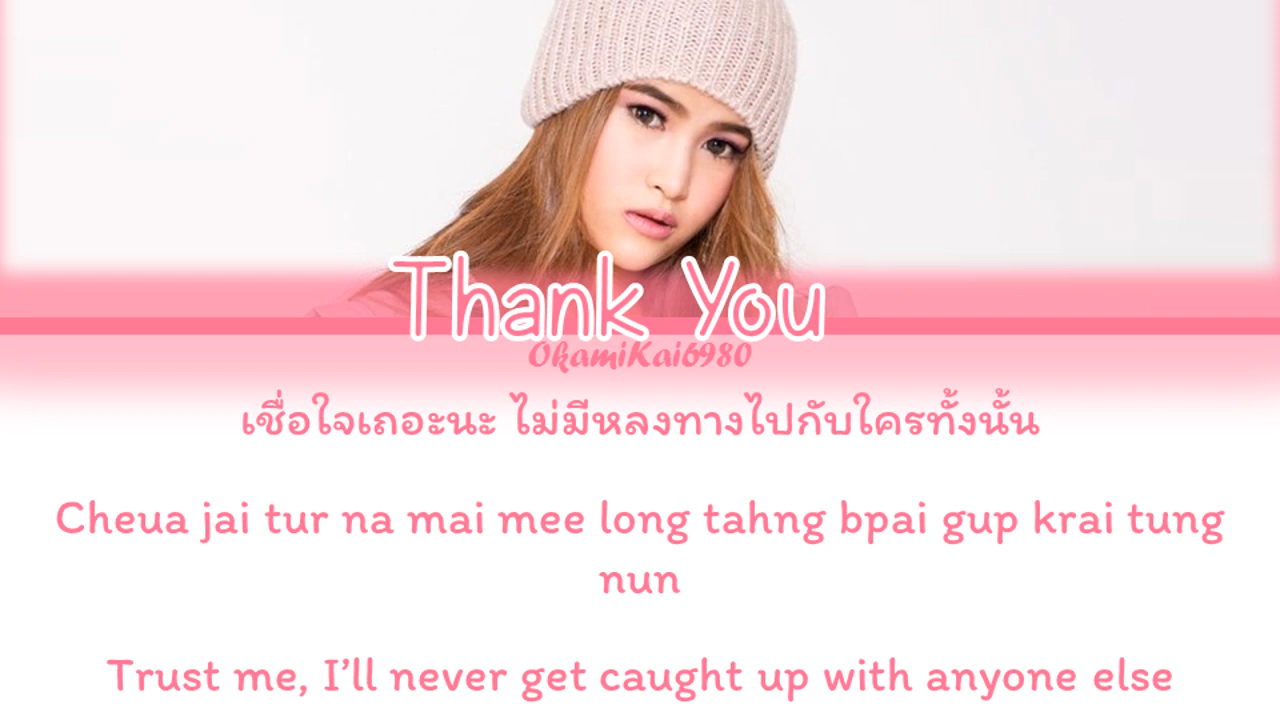 Thank You
OkamiKai6980
เชื่อใจเถอะนะ ไม่มีหลงทางไปกับใครทั้งนั้น
Cheua jai tur na mai mee long tahng bpai gup krai tung
nun
Trust me, I’ll never get caught up with anyone else